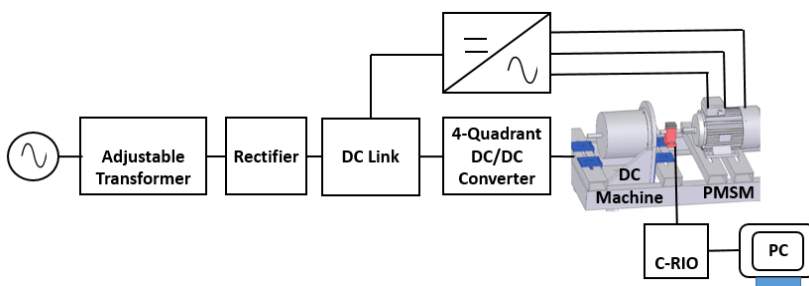 Adjustable
Transformer
Rectifier
DC Link
4-Quadrant
DC/DC
Converter
DC
Machine
PMSM
C-RIO
PC